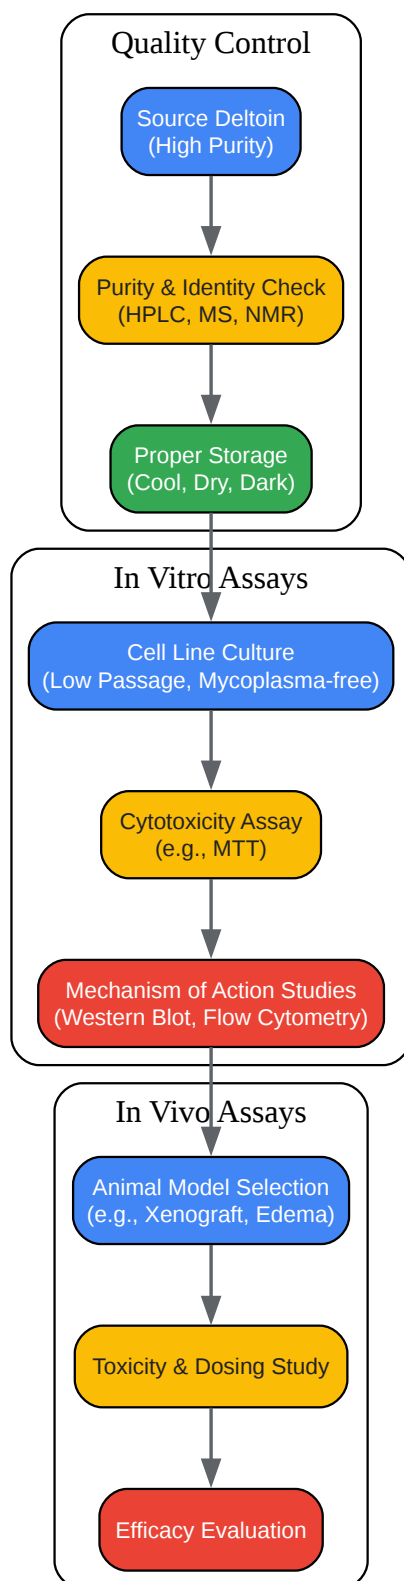 Quality Control
Source Deltoin
(High Purity)
Purity & Identity Check
(HPLC, MS, NMR)
Proper Storage
(Cool, Dry, Dark)
In Vitro Assays
Cell Line Culture
(Low Passage, Mycoplasma-free)
Cytotoxicity Assay
(e.g., MTT)
Mechanism of Action Studies
(Western Blot, Flow Cytometry)
In Vivo Assays
Animal Model Selection
(e.g., Xenograft, Edema)
Toxicity & Dosing Study
Efficacy Evaluation